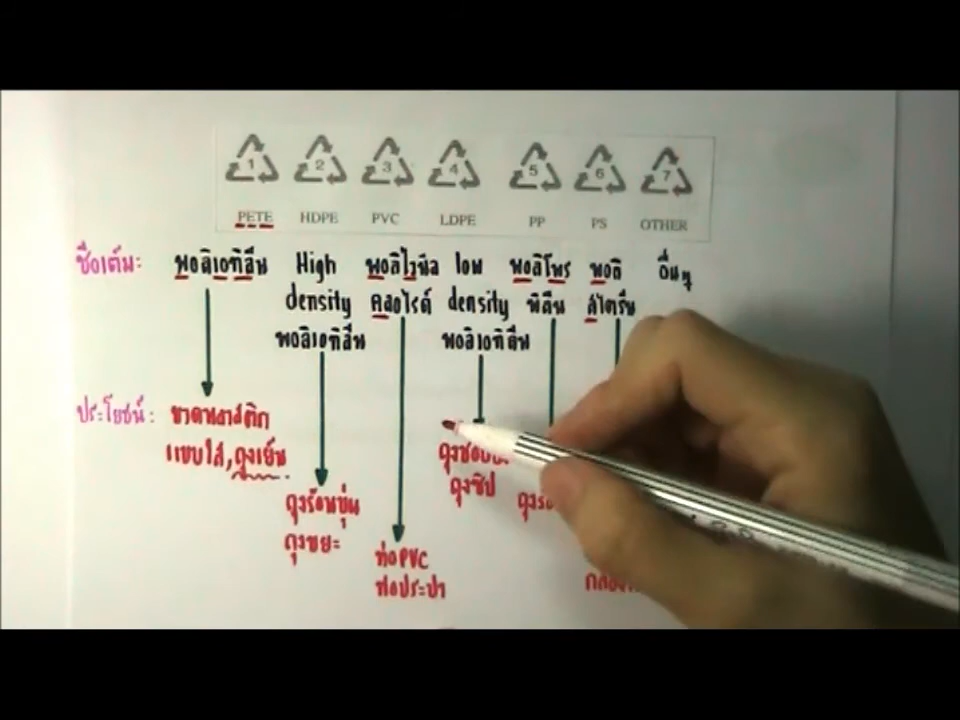 1 2 3 4 5 6 7
PETE HDPE PVC LDPE PP PS OTHER
ชื่อเต็ม: พอลิเอทิลีน High พอลิไวนิล low พอลิโพร พอลิ อื่นๆ
density คลอไรด์ density พิลีน สไตรีน
พอลิเอทิลีน พอลิเอทิลีน
ประโยชน์: ขวดพลาสติก
แบบใส, ถุงเย็น
ถุงซิป
ถุงร้อนขุ่น
ถุงขยะ
ท่อPVC
ท่อประปา